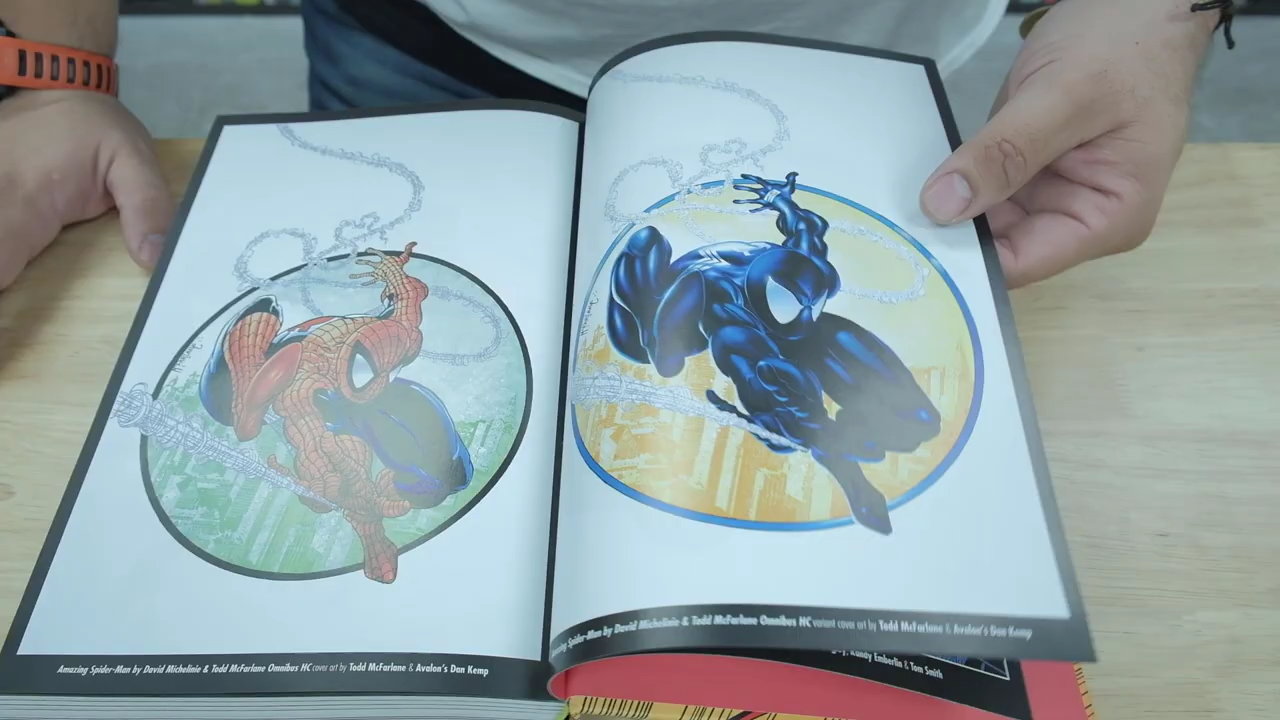 Amazing Spider-Man by David Michelinie & Todd McFarlane Omnibus HC cover art by Todd McFarlane & Avalon's Dan Kemp
Amazing Spider-Man by David Michelinie & Todd McFarlane Omnibus HC variant cover art by Todd McFarlane & Avalon's Dan Kemp
Randy Emberlin & Tom Smith